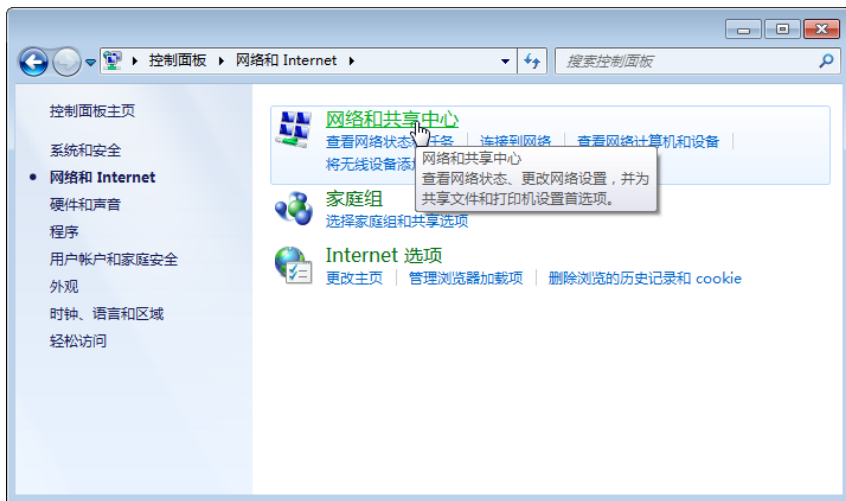 控制面板 网络和 Internet 搜索控制面板
控制面板主页
系统和安全
网络和 Internet
硬件和声音
程序
用户帐户和家庭安全
外观
时钟、语言和区域
轻松访问
网络和共享中心
查看网络状态 任务 连接到网络 查看网络计算机和设备
将无线设备添
网络和共享中心
查看网络状态、更改网络设置，并为
共享文件和打印机设置首选项。
家庭组
选择家庭组和共享选项
Internet 选项
更改主页 管理浏览器加载项 删除浏览的历史记录和 cookie